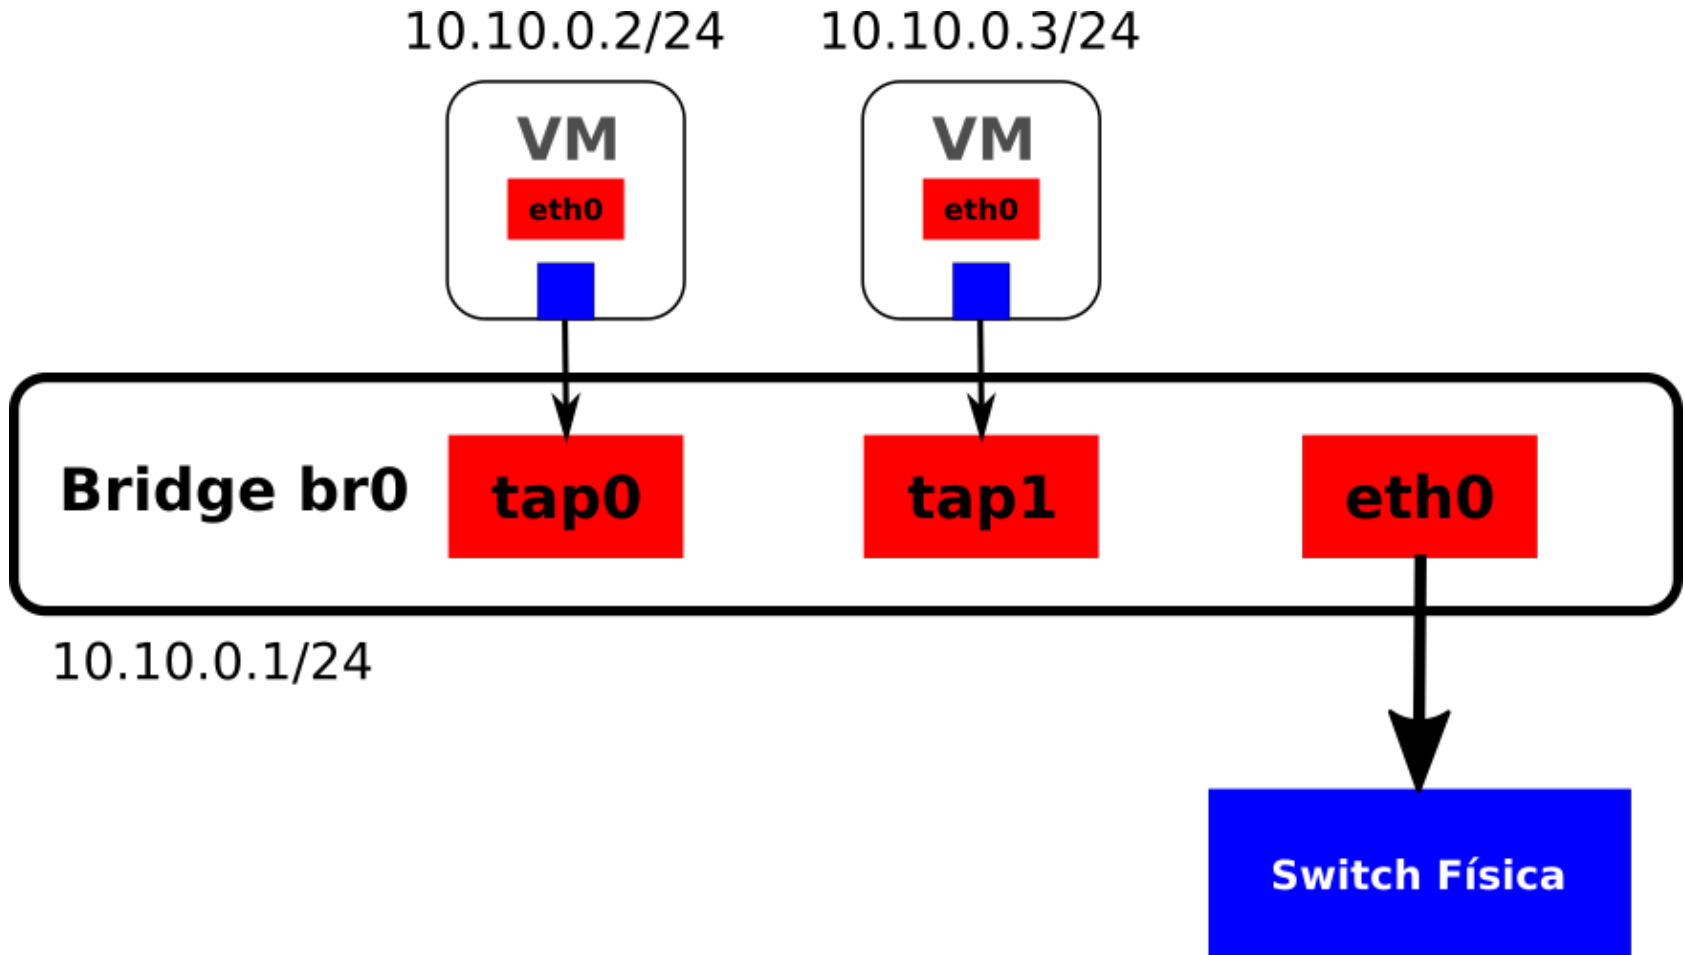 10.10.0.2/24
10.10.0.3/24
VM
VM
eth0
eth0
Bridge br0
tap0
tap1
eth0
10.10.0.1/24
Switch Física